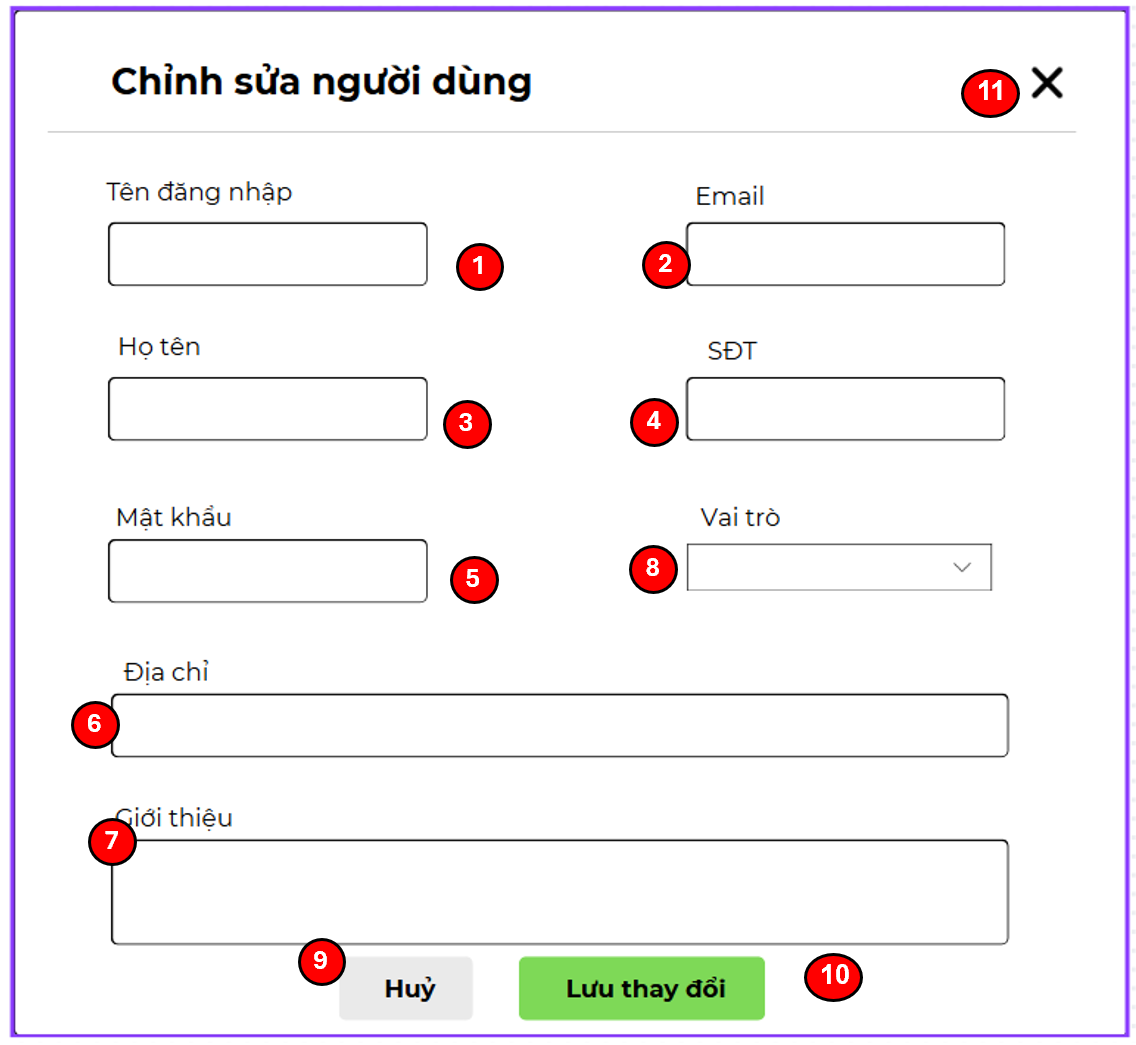 Chỉnh sửa người dùng
11
Tên đăng nhập
Email
1
2
Họ tên
SĐT
3
4
Mật khẩu
Vai trò
5
8
Địa chỉ
6
Giới thiệu
7
9
Huỷ
Lưu thay đổi
10